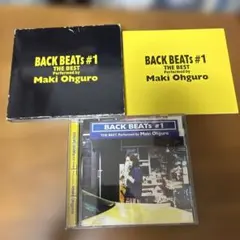 BACK BEATs #1
THE BEST
Performed by
Maki Ohguro
BACK BEATs #1
THE BEST
Performed by
Maki Ohguro
BACK BEATs #1
THE BEST Performed by Maki Ohguro